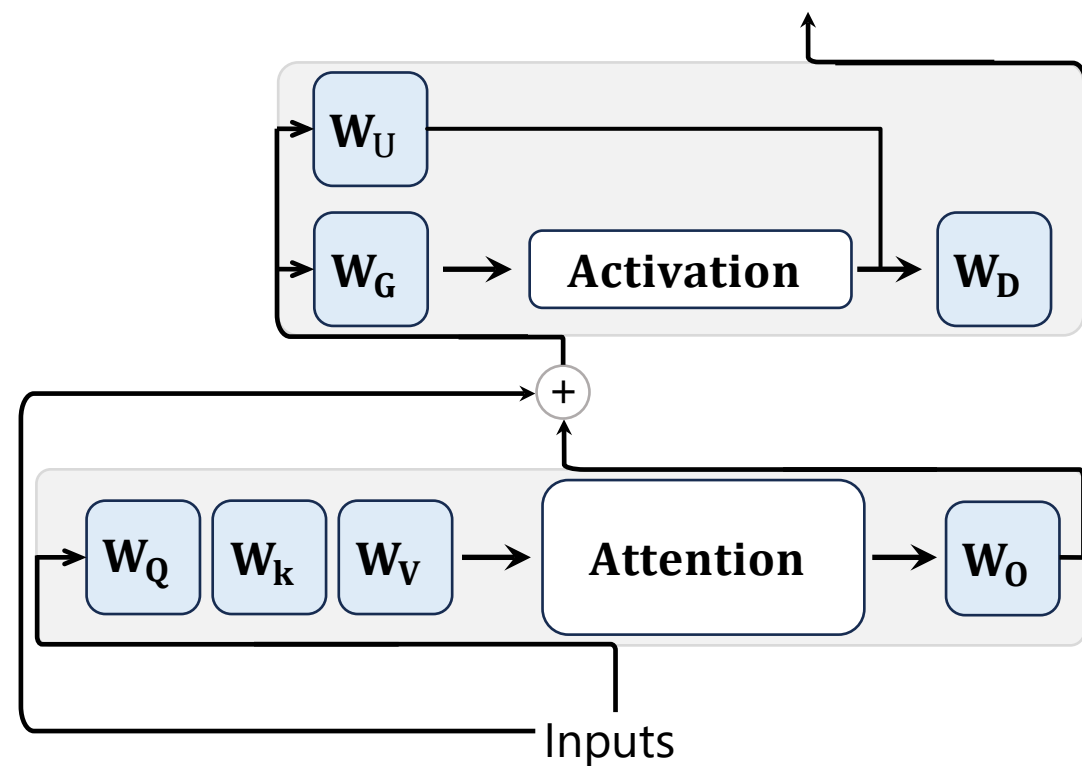 W_U
W_G
Activation
W_D
+
W_Q
W_k
W_V
Attention
W_O
Inputs